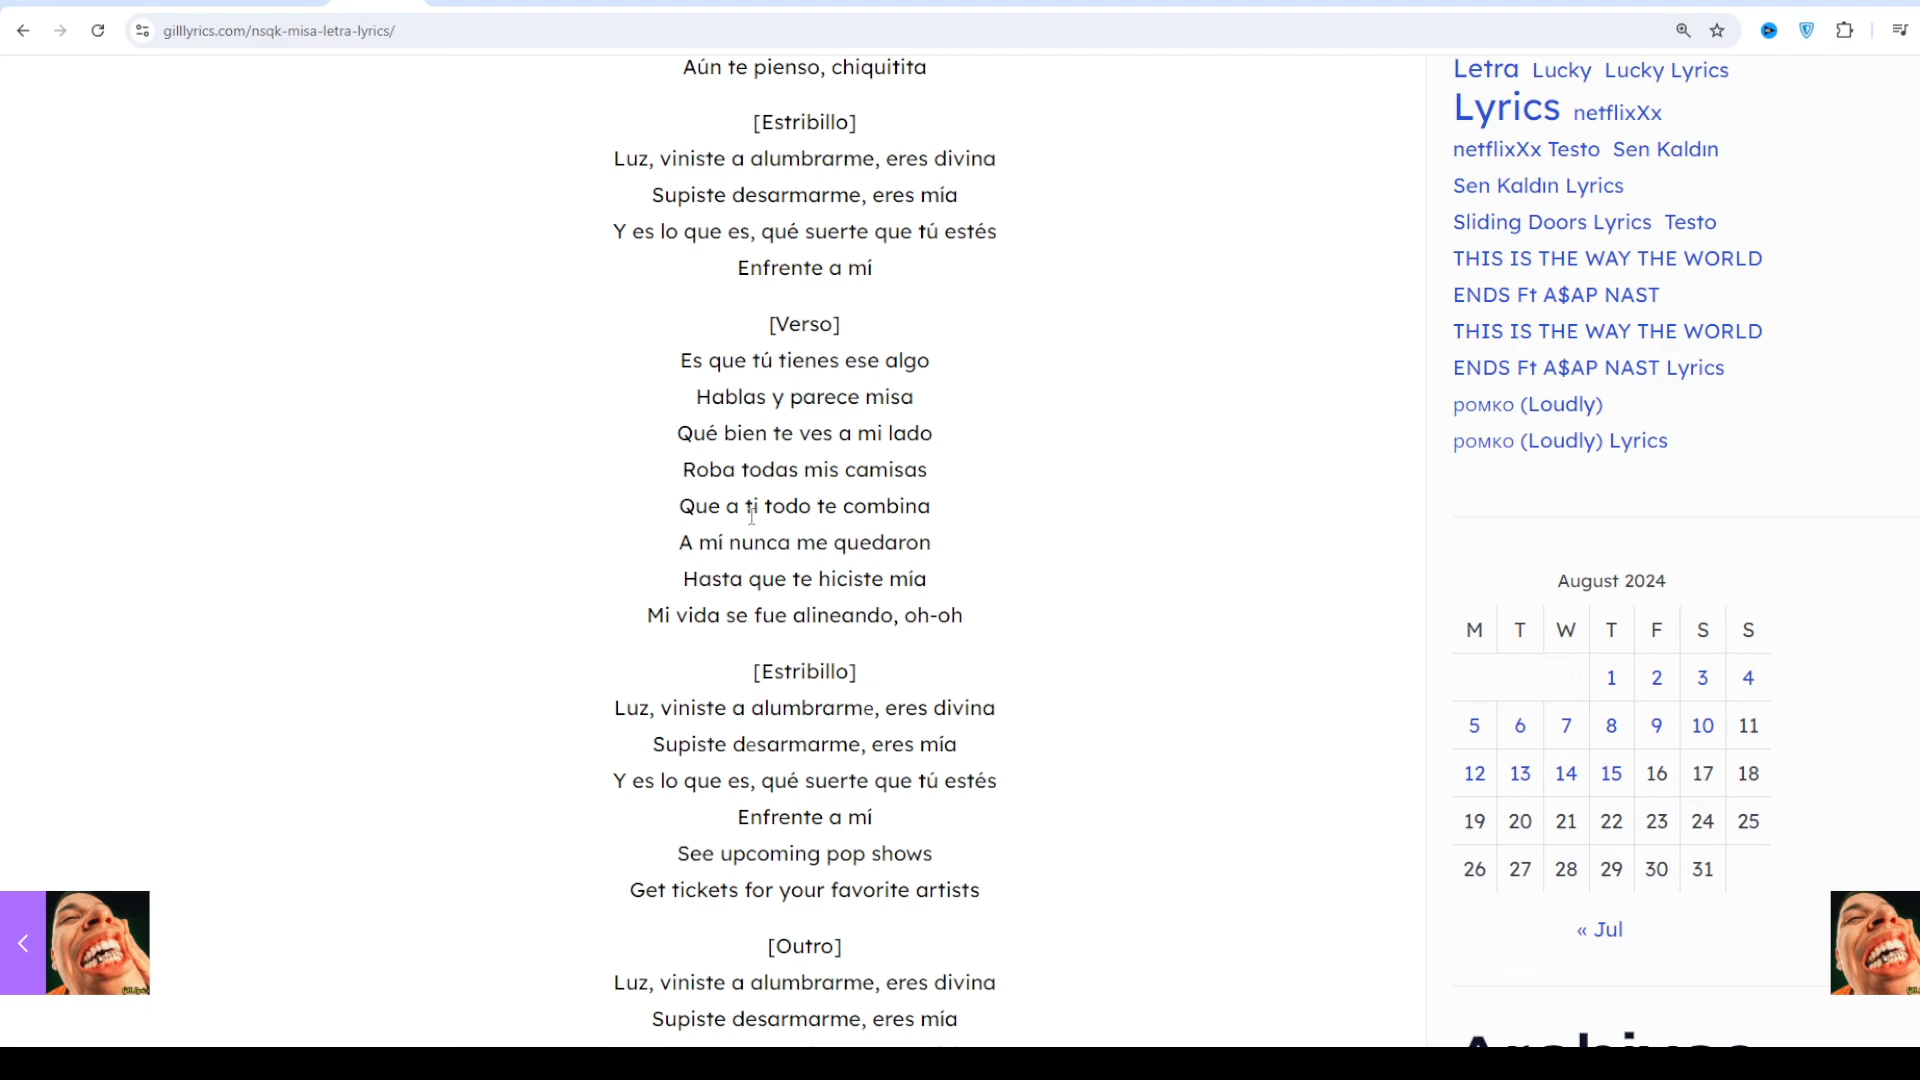 gilllyrics.com/nsqk-misa-letra-lyrics/
Aún te pienso, chiquitita
[Estribillo]
Luz, viniste a alumbrarme, eres divina
Supiste desarmarme, eres mía
Y es lo que es, qué suerte que tú estés
Enfrente a mí
[Verso]
Es que tú tienes ese algo
Hablas y parece misa
Qué bien te ves a mi lado
Roba todas mis camisas
Que a ti todo te combina
A mí nunca me quedaron
Hasta que te hiciste mía
Mi vida se fue alineando, oh-oh
[Estribillo]
Luz, viniste a alumbrarme, eres divina
Supiste desarmarme, eres mía
Y es lo que es, qué suerte que tú estés
Enfrente a mí
See upcoming pop shows
Get tickets for your favorite artists
[Outro]
Luz, viniste a alumbrarme, eres divina
Supiste desarmarme, eres mía
Letra Lucky Lucky Lyrics
Lyrics netflixXx
netflixXx Testo Sen Kaldın
Sen Kaldın Lyrics
Sliding Doors Lyrics Testo
THIS IS THE WAY THE WORLD
ENDS Ft A$AP NAST
THIS IS THE WAY THE WORLD
ENDS Ft A$AP NAST Lyrics
ромко (Loudly)
ромко (Loudly) Lyrics
August 2024
M T W T F S S
1 2 3 4
5 6 7 8 9 10 11
12 13 14 15 16 17 18
19 20 21 22 23 24 25
26 27 28 29 30 31
« Jul